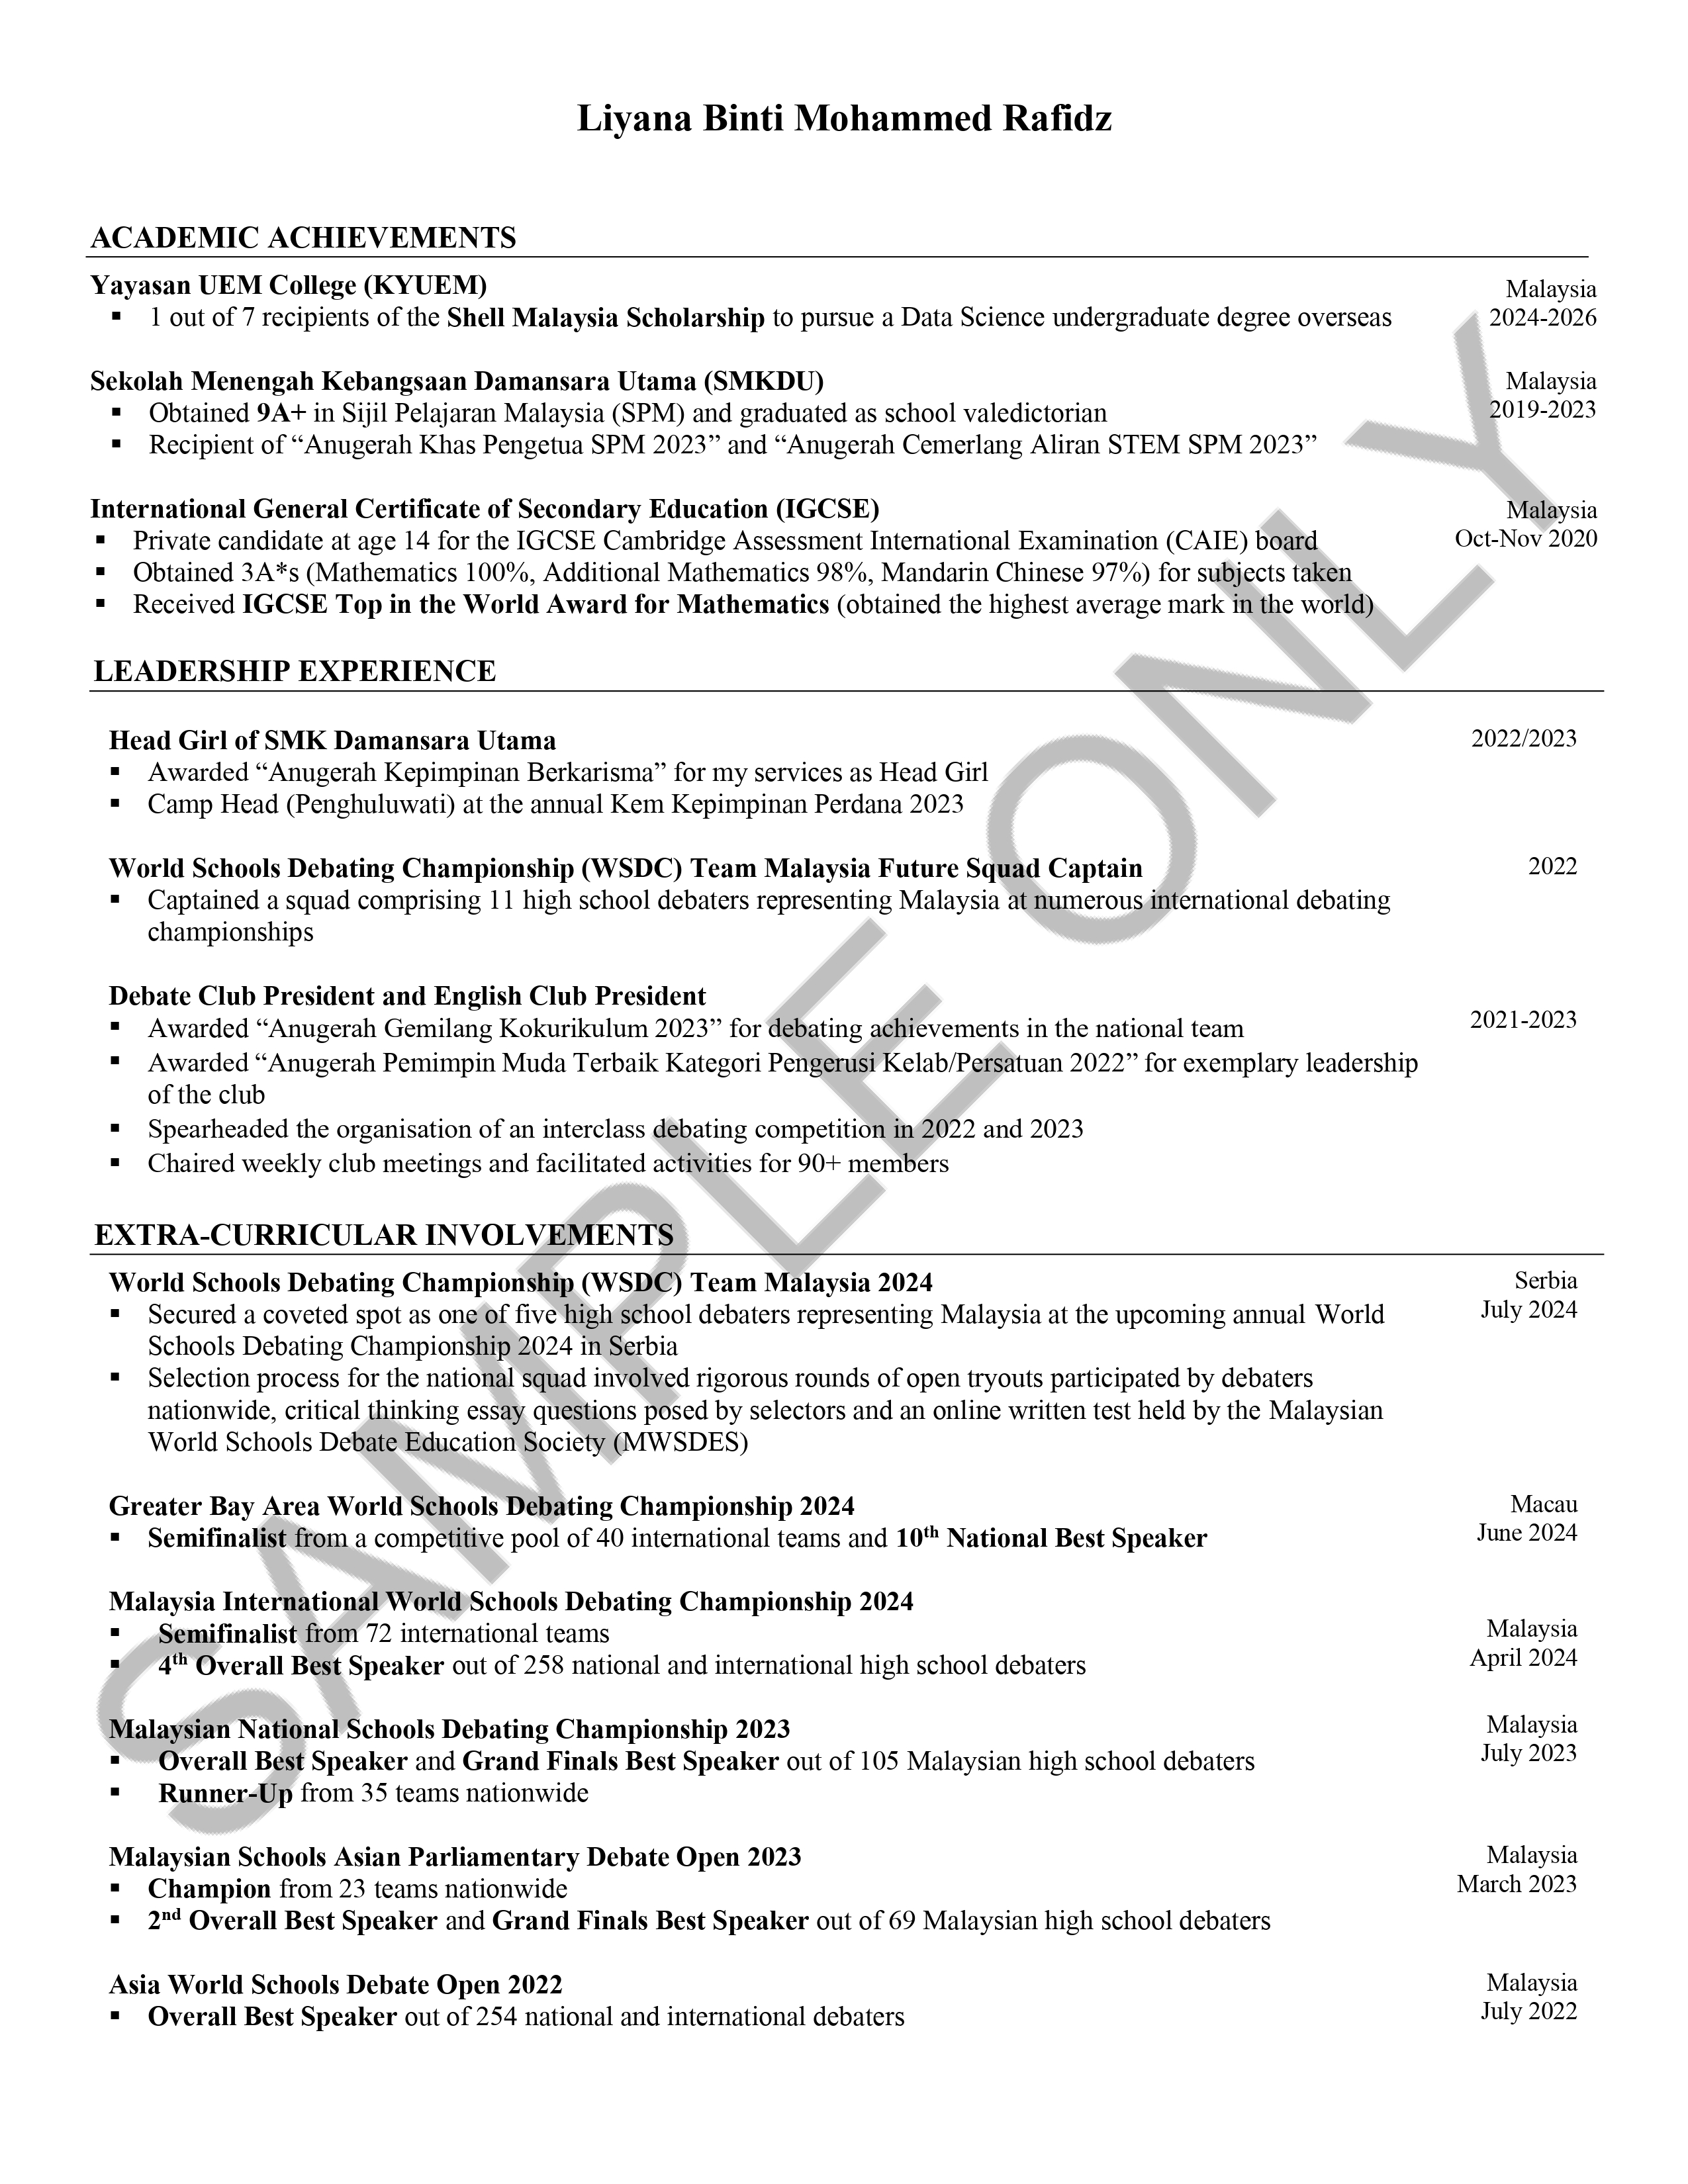 Liyana Binti Mohammed Rafidz
ACADEMIC ACHIEVEMENTS
Yayasan UEM College (KYUEM)
Malaysia
▪ 1 out of 7 recipients of the Shell Malaysia Scholarship to pursue a Data Science undergraduate degree overseas
2024-2026
Sekolah Menengah Kebangsaan Damansara Utama (SMKDU)
Malaysia
▪ Obtained 9A+ in Sijil Pelajaran Malaysia (SPM) and graduated as school valedictorian
2019-2023
▪ Recipient of “Anugerah Khas Pengetua SPM 2023” and “Anugerah Cemerlang Aliran STEM SPM 2023”
International General Certificate of Secondary Education (IGCSE)
Malaysia
▪ Private candidate at age 14 for the IGCSE Cambridge Assessment International Examination (CAIE) board
Oct-Nov 2020
▪ Obtained 3A*s (Mathematics 100%, Additional Mathematics 98%, Mandarin Chinese 97%) for subjects taken
▪ Received IGCSE Top in the World Award for Mathematics (obtained the highest average mark in the world)
LEADERSHIP EXPERIENCE
Head Girl of SMK Damansara Utama
2022/2023
▪ Awarded “Anugerah Kepimpinan Berkarisma” for my services as Head Girl
▪ Camp Head (Penghuluwati) at the annual Kem Kepimpinan Perdana 2023
World Schools Debating Championship (WSDC) Team Malaysia Future Squad Captain
2022
▪ Captained a squad comprising 11 high school debaters representing Malaysia at numerous international debating
championships
Debate Club President and English Club President
▪ Awarded “Anugerah Gemilang Kokurikulum 2023” for debating achievements in the national team
2021-2023
▪ Awarded “Anugerah Pemimpin Muda Terbaik Kategori Pengerusi Kelab/Persatuan 2022” for exemplary leadership
of the club
▪ Spearheaded the organisation of an interclass debating competition in 2022 and 2023
▪ Chaired weekly club meetings and facilitated activities for 90+ members
EXTRA-CURRICULAR INVOLVEMENTS
World Schools Debating Championship (WSDC) Team Malaysia 2024
Serbia
▪ Secured a coveted spot as one of five high school debaters representing Malaysia at the upcoming annual World
July 2024
Schools Debating Championship 2024 in Serbia
▪ Selection process for the national squad involved rigorous rounds of open tryouts participated by debaters
nationwide, critical thinking essay questions posed by selectors and an online written test held by the Malaysian
World Schools Debate Education Society (MWSDES)
Greater Bay Area World Schools Debating Championship 2024
Macau
▪ Semifinalist from a competitive pool of 40 international teams and 10th National Best Speaker
June 2024
Malaysia International World Schools Debating Championship 2024
▪ Semifinalist from 72 international teams
Malaysia
▪ 4th Overall Best Speaker out of 258 national and international high school debaters
April 2024
Malaysian National Schools Debating Championship 2023
Malaysia
▪ Overall Best Speaker and Grand Finals Best Speaker out of 105 Malaysian high school debaters
July 2023
▪ Runner-Up from 35 teams nationwide
Malaysian Schools Asian Parliamentary Debate Open 2023
Malaysia
▪ Champion from 23 teams nationwide
March 2023
▪ 2nd Overall Best Speaker and Grand Finals Best Speaker out of 69 Malaysian high school debaters
Asia World Schools Debate Open 2022
Malaysia
▪ Overall Best Speaker out of 254 national and international debaters
July 2022
SAMPLE ONLY